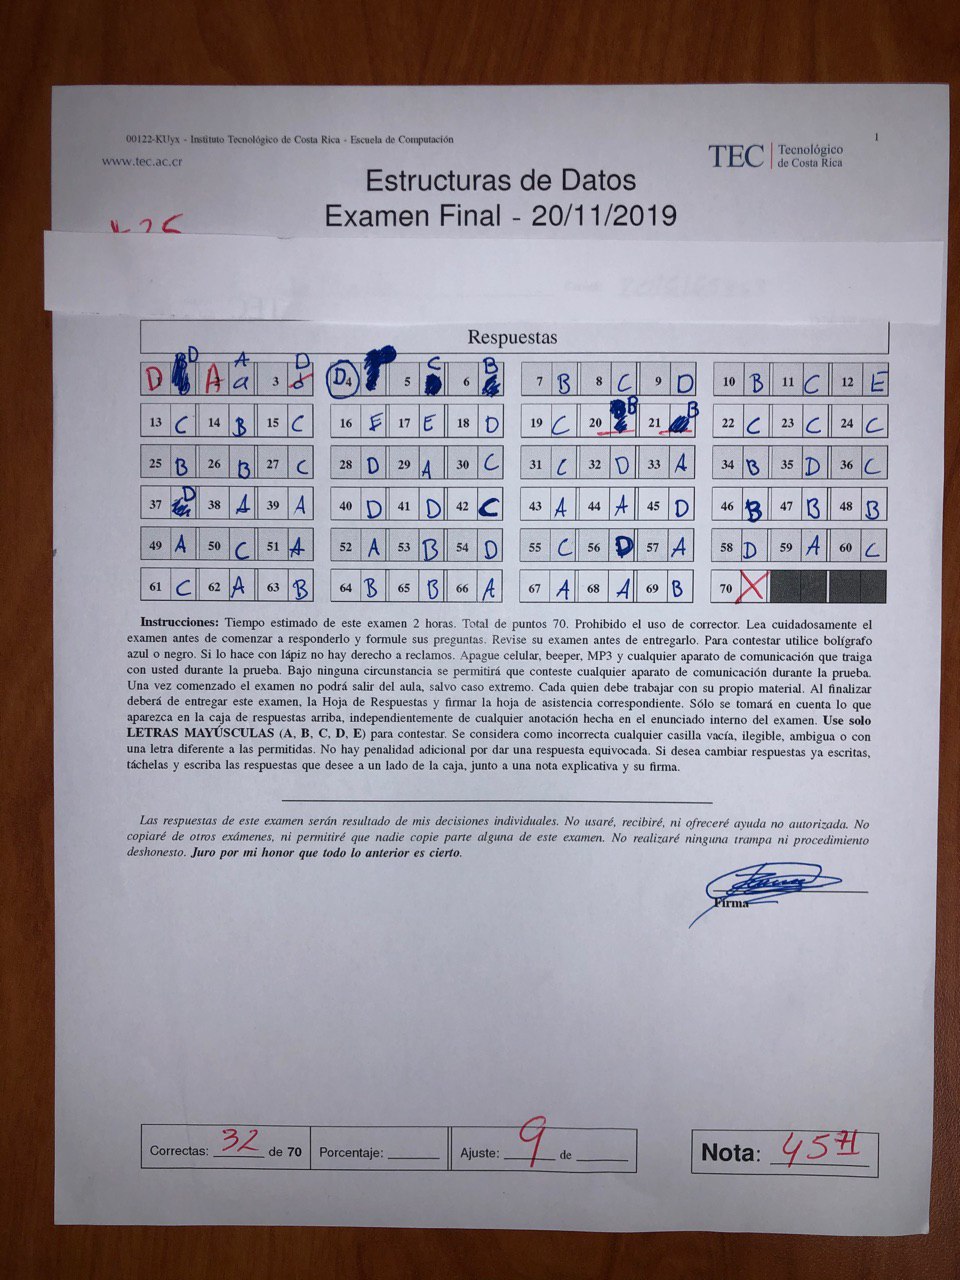 00122-KUyx - Instituto Tecnológico de Costa Rica - Escuela de Computación
1
www.tec.ac.cr
TEC Tecnológico de Costa Rica
Estructuras de Datos
Examen Final - 20/11/2019
Respuestas
D D A A a 3 D D 4 5 C 6 B 7 B 8 C 9 D 10 B 11 C 12 E
13 C 14 B 15 C 16 E 17 E 18 D 19 C 20 B 21 B 22 C 23 C 24 C
25 B 26 B 27 C 28 D 29 A 30 C 31 C 32 D 33 A 34 B 35 D 36 C
37 D 38 A 39 A 40 D 41 D 42 C 43 A 44 A 45 D 46 B 47 B 48 B
49 A 50 C 51 A 52 A 53 B 54 D 55 C 56 D 57 A 58 D 59 A 60 C
61 C 62 A 63 B 64 B 65 B 66 A 67 A 68 A 69 B 70 X
Instrucciones: Tiempo estimado de este examen 2 horas. Total de puntos 70. Prohibido el uso de corrector. Lea cuidadosamente el
examen antes de comenzar a responderlo y formule sus preguntas. Revise su examen antes de entregarlo. Para contestar utilice bolígrafo
azul o negro. Si lo hace con lápiz no hay derecho a reclamos. Apague celular, beeper, MP3 y cualquier aparato de comunicación que traiga
con usted durante la prueba. Bajo ninguna circunstancia se permitirá que conteste cualquier aparato de comunicación durante la prueba.
Una vez comenzado el examen no podrá salir del aula, salvo caso extremo. Cada quien debe trabajar con su propio material. Al finalizar
deberá de entregar este examen, la Hoja de Respuestas y firmar la hoja de asistencia correspondiente. Sólo se tomará en cuenta lo que
aparezca en la caja de respuestas arriba, independientemente de cualquier anotación hecha en el enunciado interno del examen. Use solo
LETRAS MAYÚSCULAS (A, B, C, D, E) para contestar. Se considera como incorrecta cualquier casilla vacía, ilegible, ambigua o con
una letra diferente a las permitidas. No hay penalidad adicional por dar una respuesta equivocada. Si desea cambiar respuestas ya escritas,
táchelas y escriba las respuestas que desee a un lado de la caja, junto a una nota explicativa y su firma.
Las respuestas de este examen serán resultado de mis decisiones individuales. No usaré, recibiré, ni ofreceré ayuda no autorizada. No
copiaré de otros exámenes, ni permitiré que nadie copie parte alguna de este examen. No realizaré ninguna trampa ni procedimiento
deshonesto. Juro por mi honor que todo lo anterior es cierto.
Firma
Correctas: 32 de 70 Porcentaje: Ajuste: 9 de Nota: 45 71